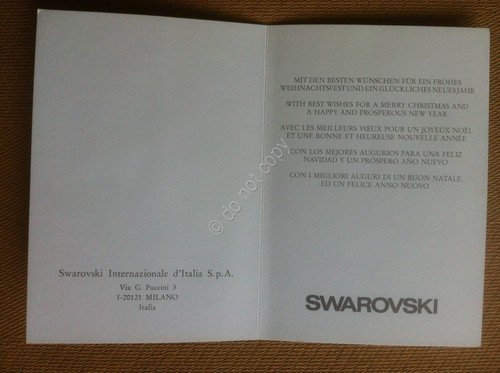 Swarovski Internazionale d'Italia S.p.A.
Via G. Puccini 3
I-20121 MILANO
Italia
MIT DEN BESTEN WÜNSCHEN FÜR EIN FROHES
WEIHNACHTSFEST UND EIN GLÜCKLICHES NEUES JAHR
WITH BEST WISHES FOR A MERRY CHRISTMAS AND
A HAPPY AND PROSPEROUS NEW YEAR
AVEC LES MEILLEURS VŒUX POUR UN JOYEUX NOËL
ET UNE BONNE ET HEUREUSE NOUVELLE ANNÉE
CON LOS MEJORES AUGURIOS PARA UNA FELIZ
NAVIDAD Y UN PRÓSPERO AÑO NUEVO
CON I MIGLIORI AUGURI DI UN BUON NATALE
ED UN FELICE ANNO NUOVO
SWAROVSKI
© do not copy